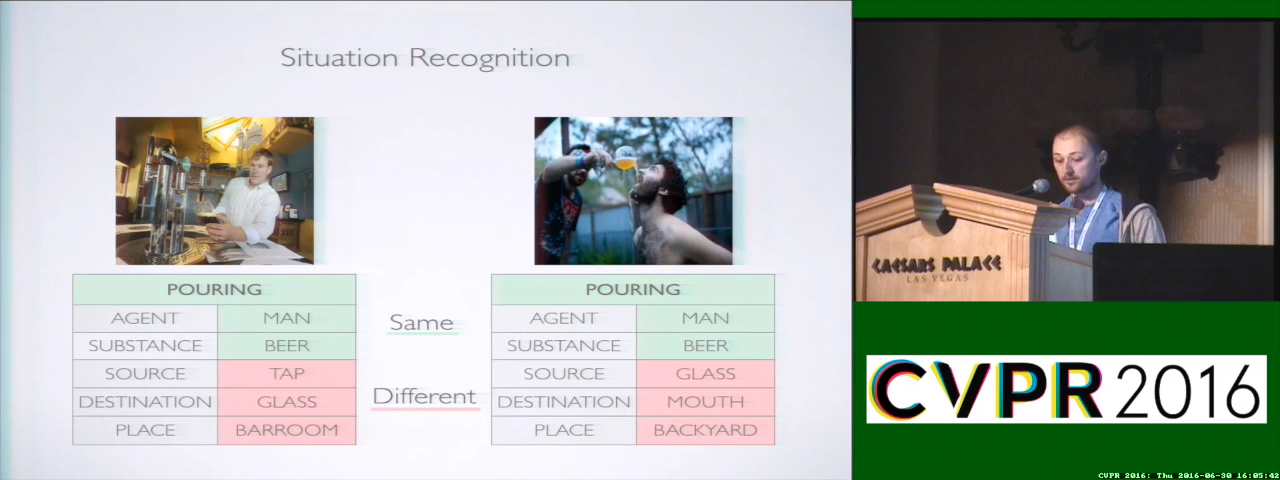 Situation Recognition
POURING
AGENT MAN
SUBSTANCE BEER
SOURCE TAP
DESTINATION GLASS
PLACE BARROOM
Same
Different
POURING
AGENT MAN
SUBSTANCE BEER
SOURCE GLASS
DESTINATION MOUTH
PLACE BACKYARD
CAESARS PALACE
LAS VEGAS
CVPR 2016
CVPR 2016: Thu 2016-06-30 16:05:42